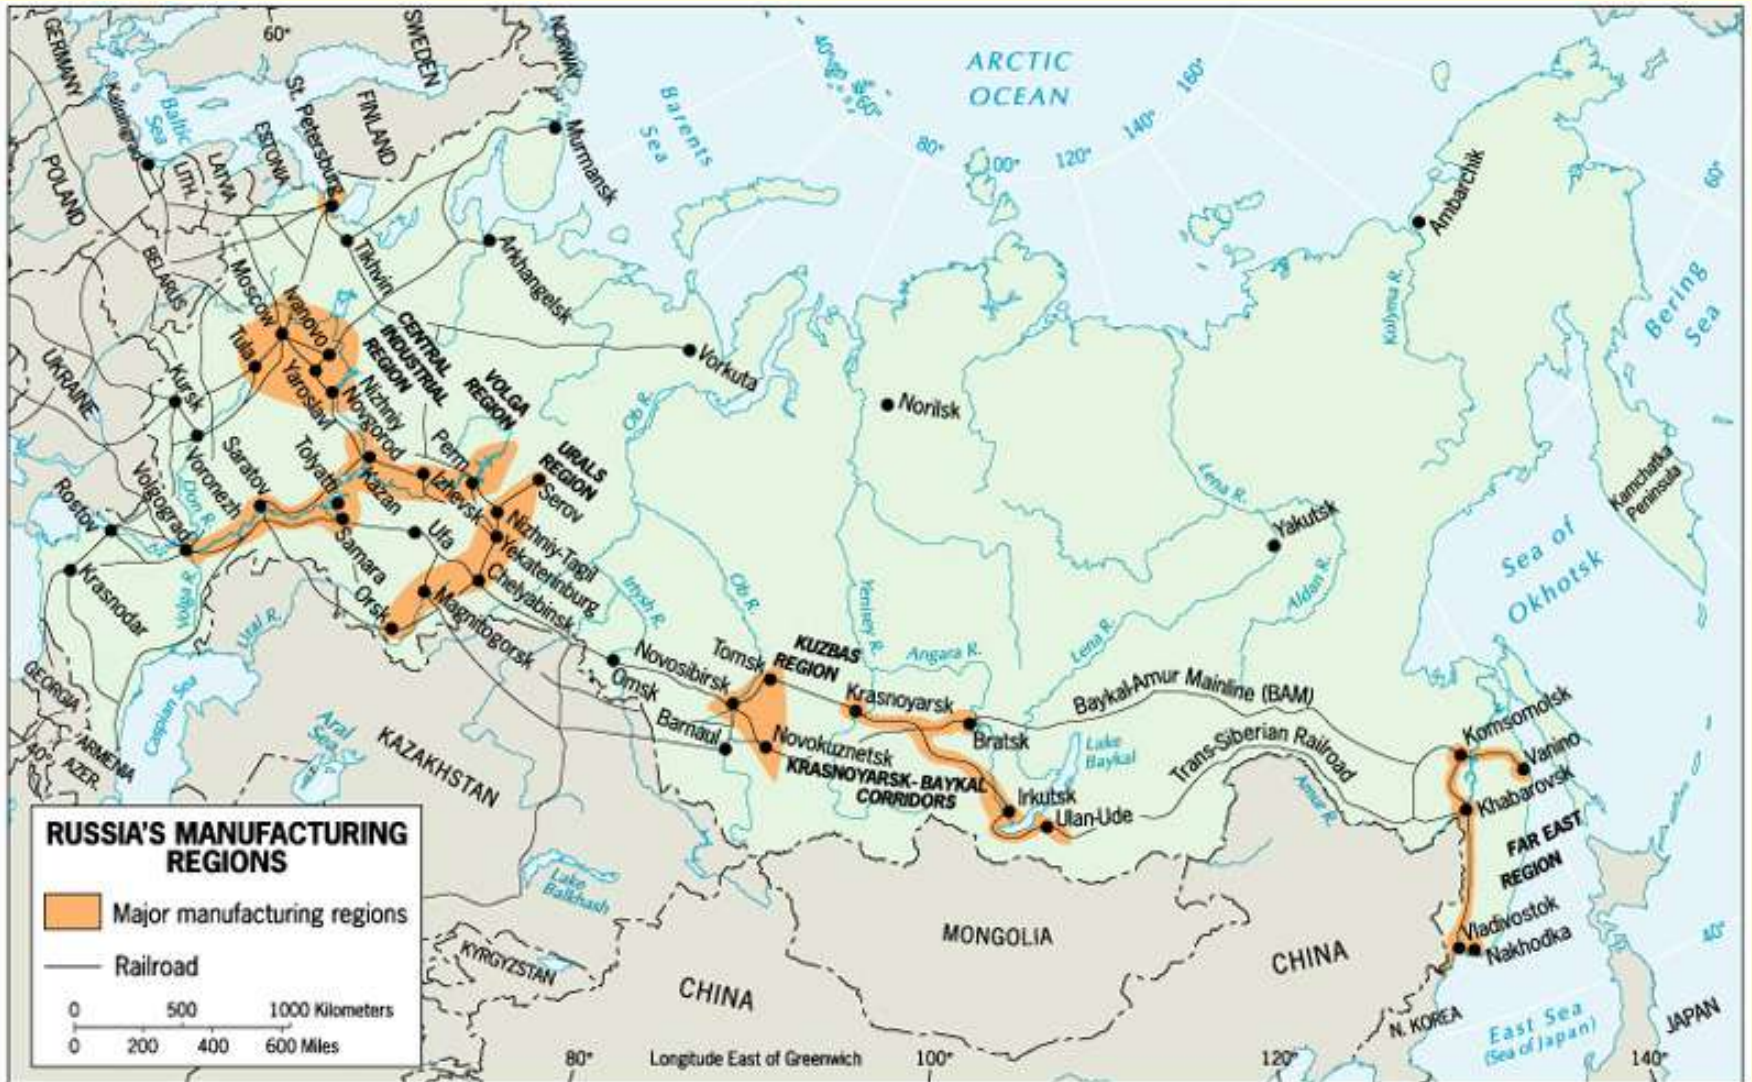 60°
GERMANY
SWEDEN
NORWAY
ARCTIC
OCEAN
40°
60°
80°
100°
120°
140°
160°
60°
Kaliningrad
Baltic
Sea
St. Petersburg
FINLAND
Barents
Sea
Murmansk
POLAND
LITH.
LATVIA
ESTONIA
Ambarchik
Tikhvin
Arkhangelsk
BELARUS
Moscow
Ivanovo
Bering
Sea
Kolyma R.
UKRAINE
Tula
Yaroslavl
Nizhniy
Novgorod
CENTRAL
INDUSTRIAL
REGION
VOLGA
REGION
Vorkuta
Norilsk
Kursk
Ob R.
Perm
URALS
REGION
Voronezh
Saratov
Tolyatti
Kazan
Izhevsk
Serov
Lena R.
Kamchatka
Peninsula
Rostov
Volgograd
Don R.
Samara
Ufa
Nizhniy-Tagil
Yekaterinburg
Yakutsk
Sea of
Okhotsk
Krasnodar
Volga R.
Ural R.
Orsk
Chelyabinsk
Magnitogorsk
Irtysh R.
Ob R.
Yenisey R.
Aldan R.
Lena R.
Angara R.
GEORGIA
Caspian Sea
Aral
Sea
Omsk
Novosibirsk
Tomsk
KUZBAS
REGION
Krasnoyarsk
Baykal-Amur Mainline (BAM)
Komsomolsk
ARMENIA
AZER.
40°
KAZAKHSTAN
Barnaul
Novokuznetsk
Bratsk
Lake
Baykal
Trans-Siberian Railroad
Vanino
KRASNOYARSK-BAYKAL
CORRIDORS
Irkutsk
Ulan-Ude
Amur R.
Khabarovsk
FAR EAST
REGION
RUSSIA'S MANUFACTURING
REGIONS
Major manufacturing regions
Railroad
0 500 1000 Kilometers
0 200 400 600 Miles
Lake
Balkhash
KYRGYZSTAN
CHINA
MONGOLIA
CHINA
Vladivostok
Nakhodka
40°
N. KOREA
East Sea
(Sea of Japan)
JAPAN
80°
Longitude East of Greenwich
100°
120°
140°